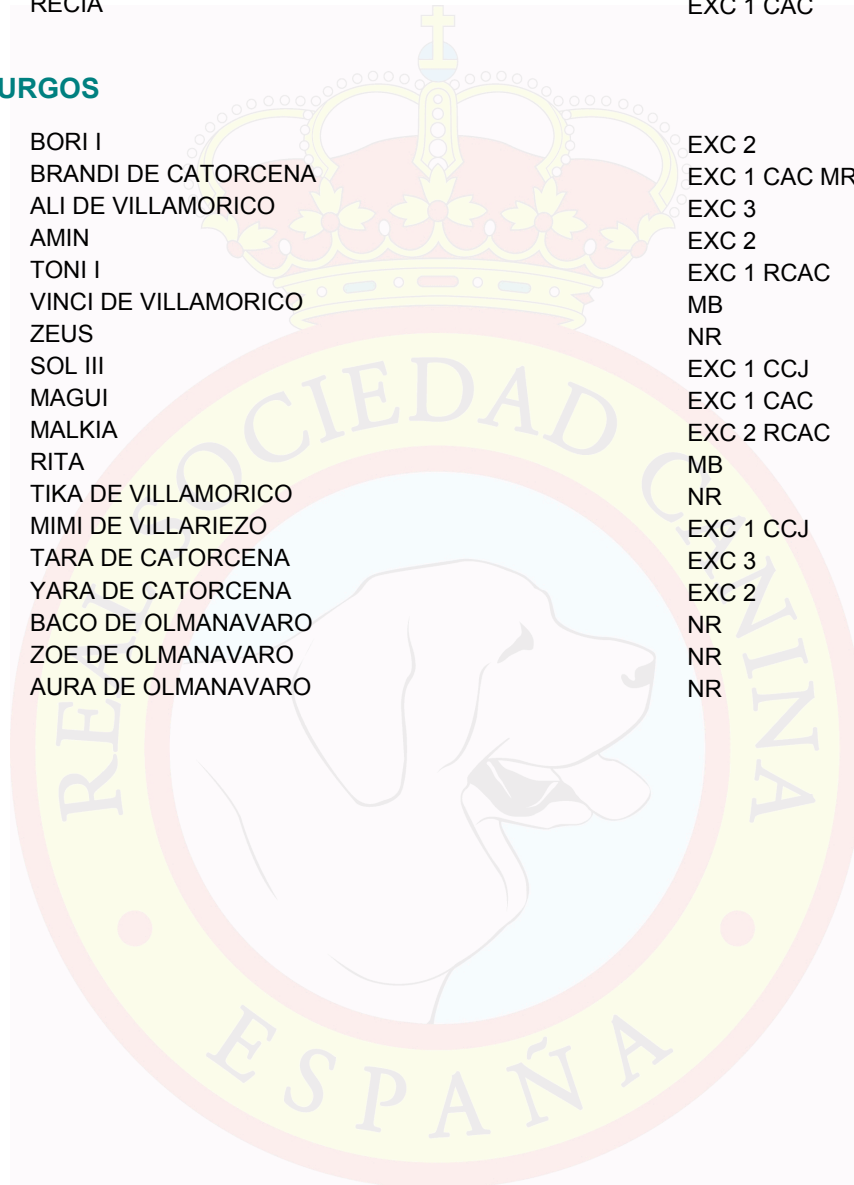 RECIA EXC 1 CAC
URGOS
BORI I EXC 2
BRANDI DE CATORCENA EXC 1 CAC MR
ALI DE VILLAMORICO EXC 3
AMIN EXC 2
TONI I EXC 1 RCAC
VINCI DE VILLAMORICO MB
ZEUS NR
SOL III EXC 1 CCJ
MAGUI EXC 1 CAC
MALKIA EXC 2 RCAC
RITA MB
TIKA DE VILLAMORICO NR
MIMI DE VILLARIEZO EXC 1 CCJ
TARA DE CATORCENA EXC 3
YARA DE CATORCENA EXC 2
BACO DE OLMANAVARO NR
ZOE DE OLMANAVARO NR
AURA DE OLMANAVARO NR
REAL SOCIEDAD CANINA
ESPAÑA